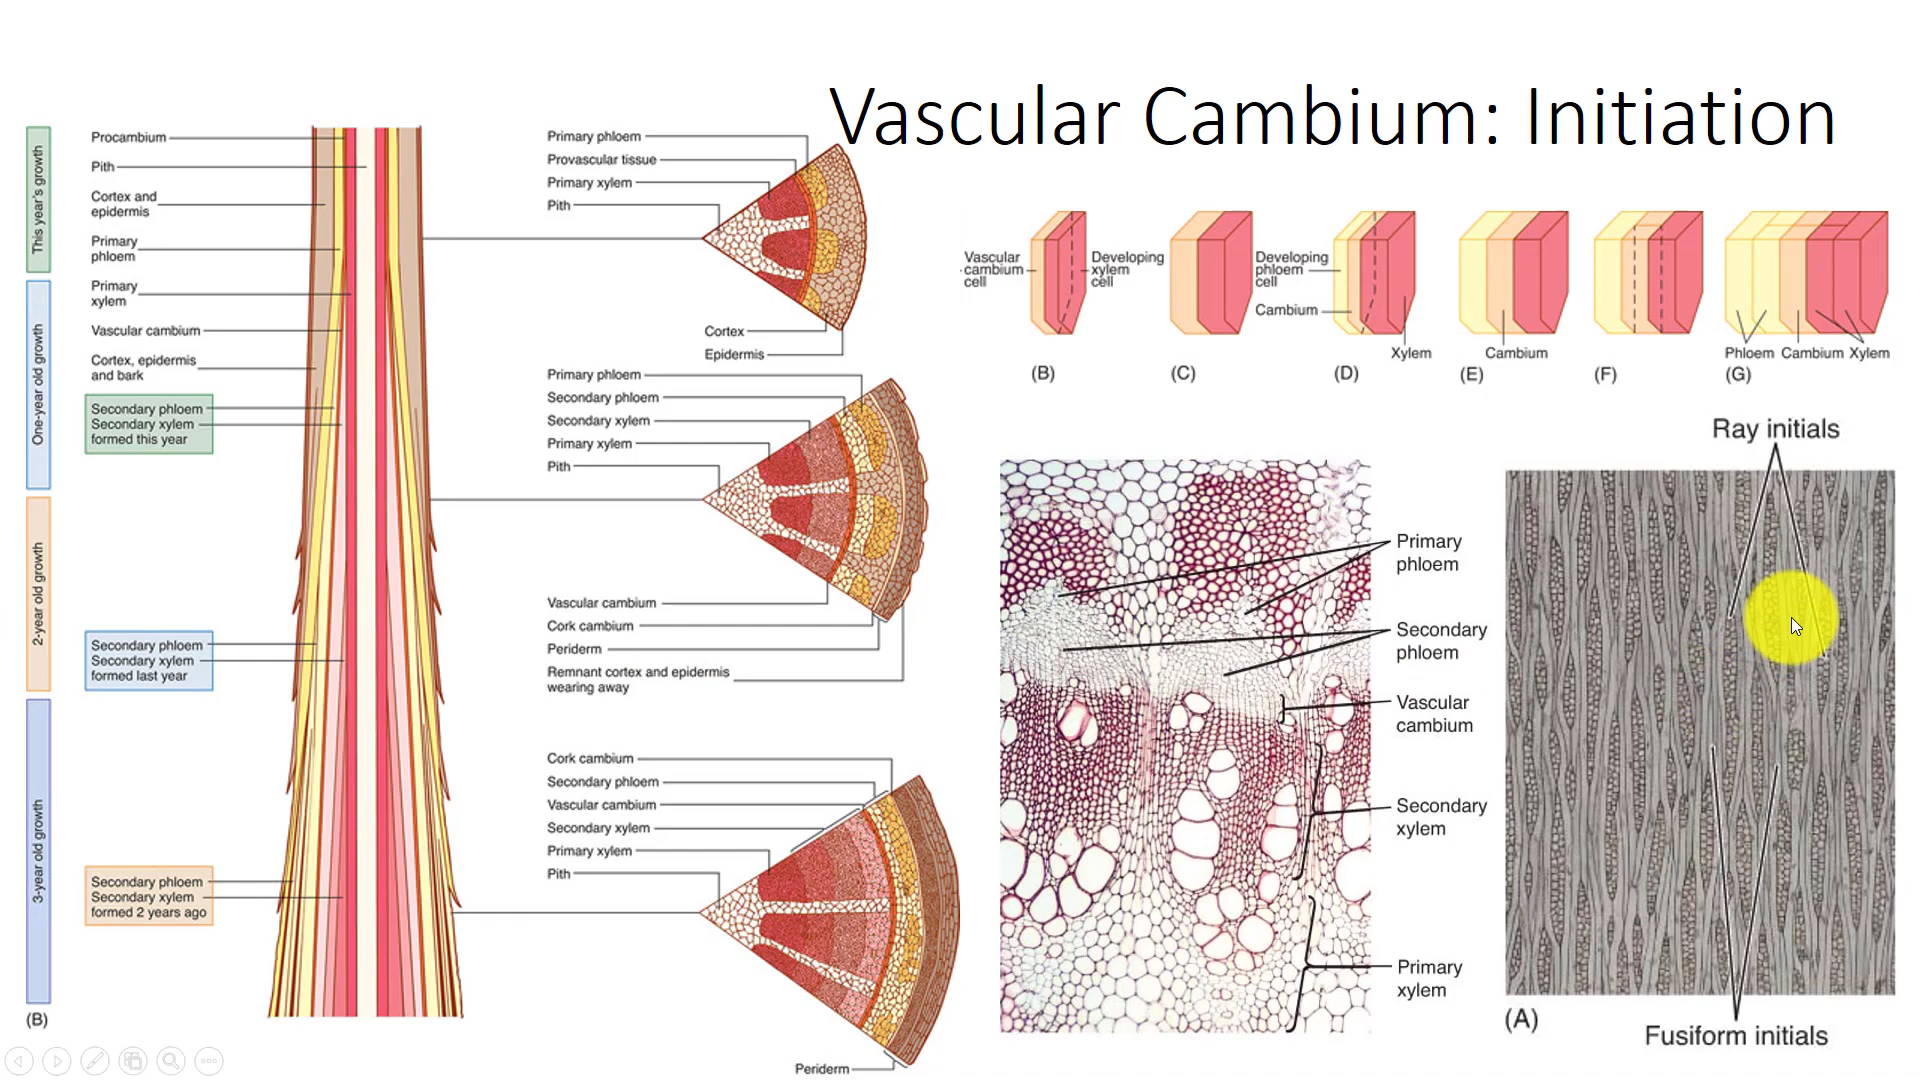 Vascular Cambium: Initiation
This year's growth
One-year old growth
2-year old growth
3-year old growth
(B)
Procambium
Pith
Cortex and
epidermis
Primary
phloem
Primary
xylem
Vascular cambium
Cortex, epidermis
and bark
Secondary phloem
Secondary xylem
formed this year
Secondary phloem
Secondary xylem
formed last year
Secondary phloem
Secondary xylem
formed 2 years ago
Primary phloem
Provascular tissue
Primary xylem
Pith
Cortex
Epidermis
Primary phloem
Secondary phloem
Secondary xylem
Primary xylem
Pith
Vascular cambium
Cork cambium
Periderm
Remnant cortex and epidermis
wearing away
Cork cambium
Secondary phloem
Vascular cambium
Secondary xylem
Primary xylem
Pith
Periderm
Vascular
cambium
cell
Developing
xylem
cell
(B)
(C)
Developing
phloem
cell
Cambium
Xylem
(D)
Cambium
(E)
(F)
Phloem Cambium Xylem
(G)
Primary
phloem
Secondary
phloem
Vascular
cambium
Secondary
xylem
Primary
xylem
Ray initials
(A)
Fusiform initials